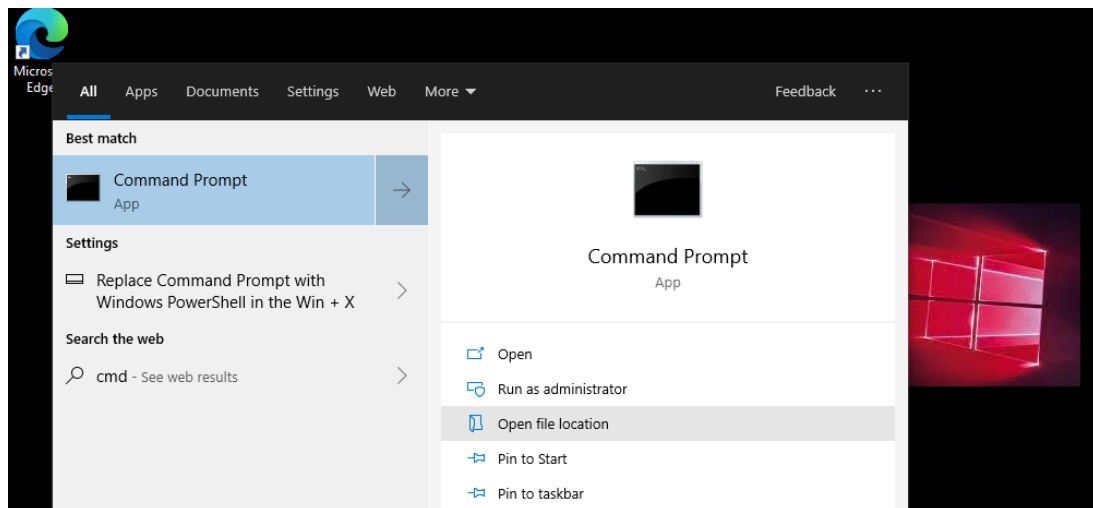 Micros
Edge
All Apps Documents Settings Web More Feedback ...
Best match
Command Prompt
App
Settings
Replace Command Prompt with
Windows PowerShell in the Win + X
Search the web
cmd - See web results
Command Prompt
App
Open
Run as administrator
Open file location
Pin to Start
Pin to taskbar